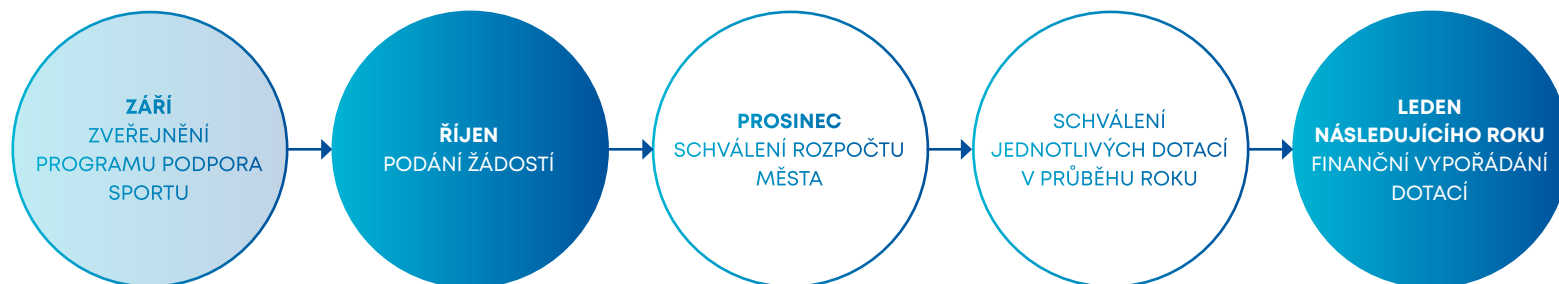 ZÁŘÍ
ZVEŘEJNĚNÍ
PROGRAMU PODPORA
SPORTU
ŘÍJEN
PODÁNÍ ŽÁDOSTÍ
PROSINEC
SCHVÁLENÍ ROZPOČTU
MĚSTA
SCHVÁLENÍ
JEDNOTLIVÝCH DOTACÍ
V PRŮBĚHU ROKU
LEDEN
NÁSLEDUJÍCÍHO ROKU
FINANČNÍ VYPOŘÁDÁNÍ
DOTACÍ